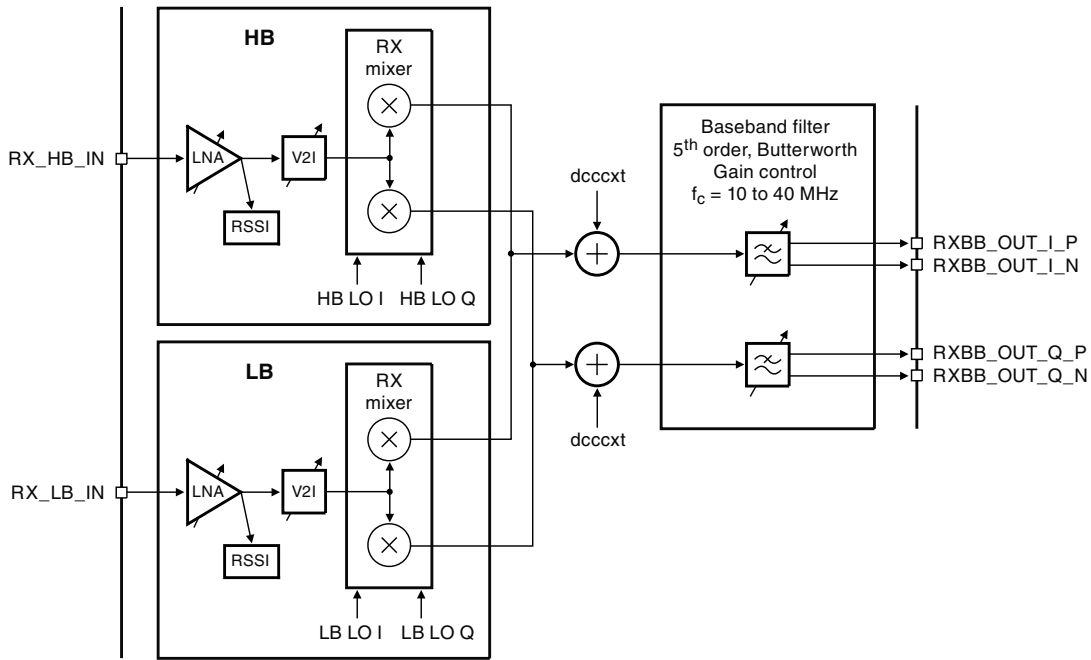 HB
RX
mixer
RX_HB_IN
LNA
V2I
RSSI
HB LO I
HB LO Q
LB
RX
mixer
RX_LB_IN
LNA
V2I
RSSI
LB LO I
LB LO Q
dcccxt
dcccxt
Baseband filter
5th order, Butterworth
Gain control
fc = 10 to 40 MHz
RXBB_OUT_I_P
RXBB_OUT_I_N
RXBB_OUT_Q_P
RXBB_OUT_Q_N